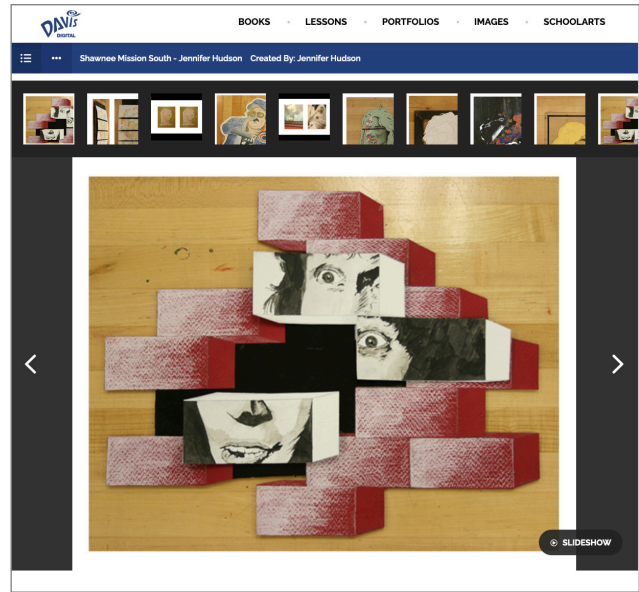 DAVIS
DIGITAL
BOOKS • LESSONS • PORTFOLIOS • IMAGES • SCHOOLARTS
Shawnee Mission South - Jennifer Hudson Created By: Jennifer Hudson
SLIDESHOW